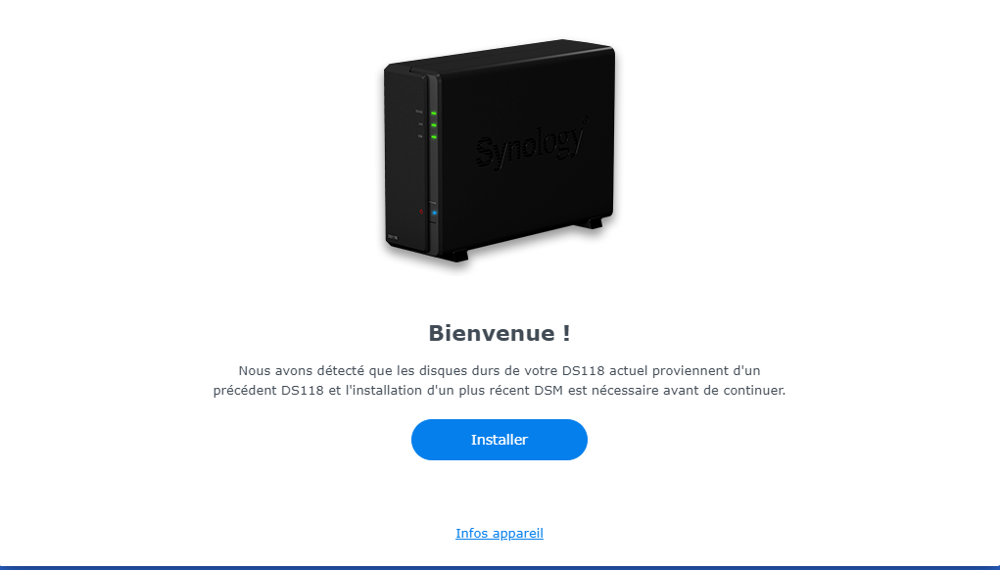 Synology
Bienvenue !
Nous avons détecté que les disques durs de votre DS118 actuel proviennent d'un
précédent DS118 et l'installation d'un plus récent DSM est nécessaire avant de continuer.
Installer
Infos appareil